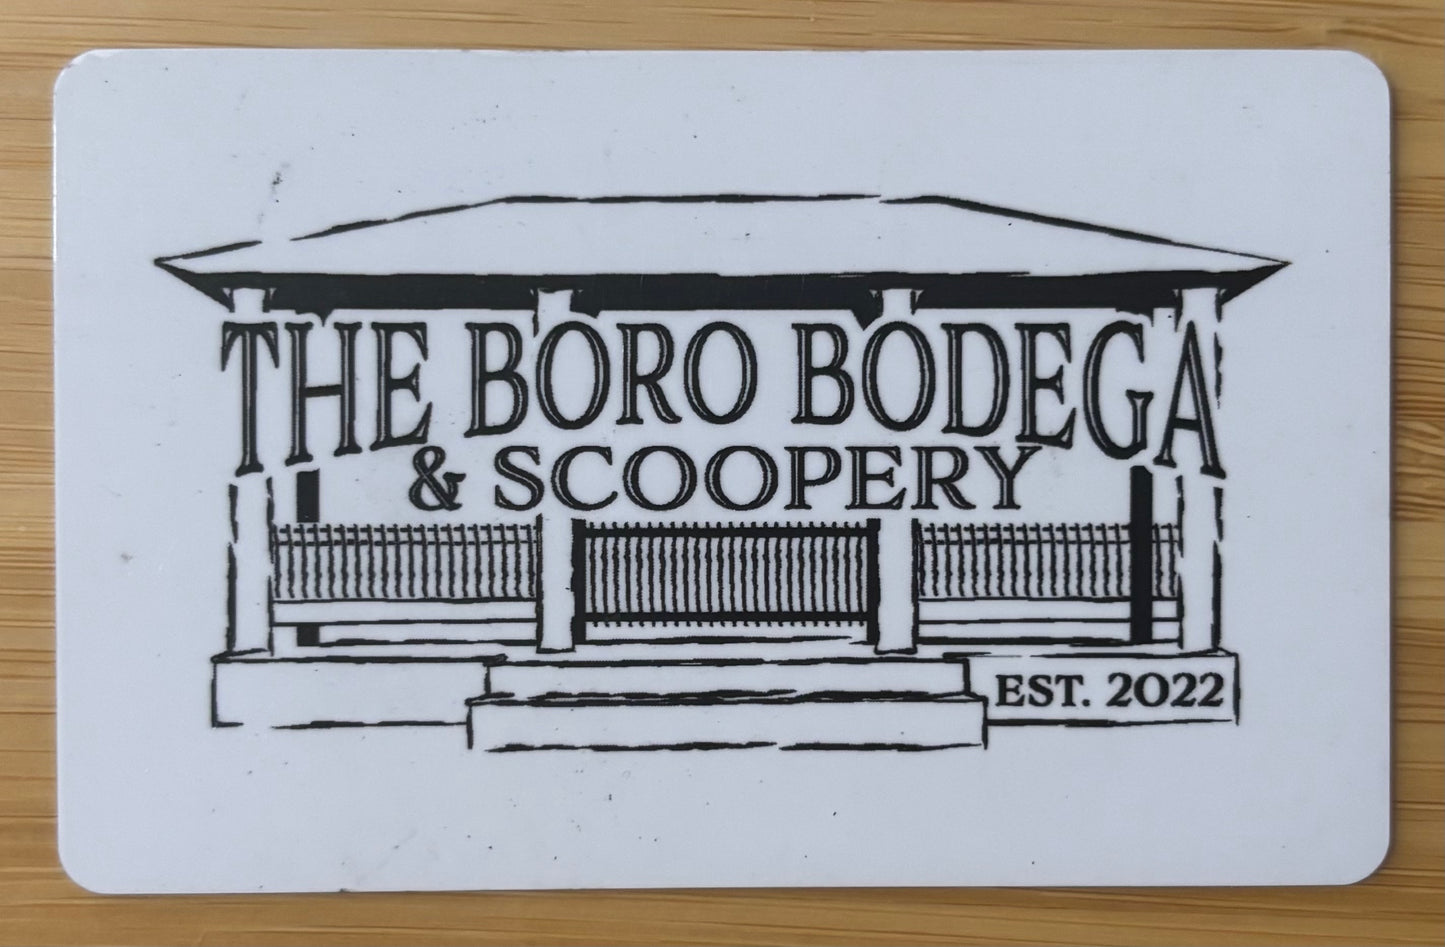 THE BORO BODEGA
& SCOOPERY
EST. 2022